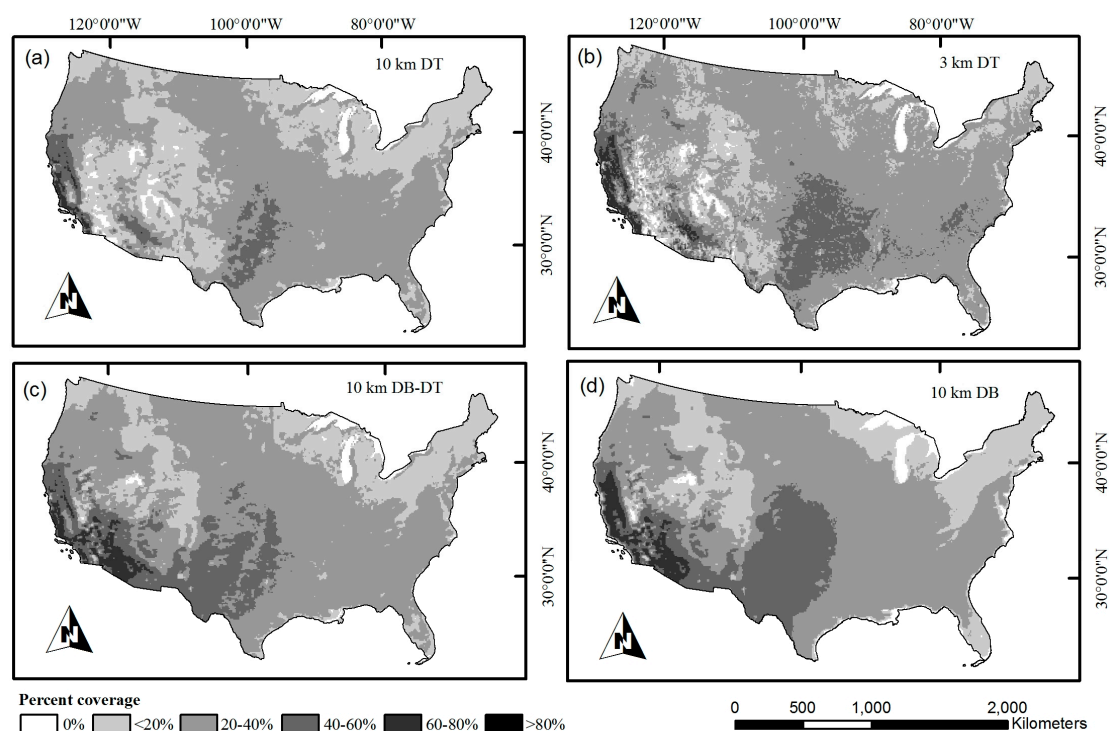 120°0'0"W 100°0'0"W 80°0'0"W
120°0'0"W 100°0'0"W 80°0'0"W
(a) 10 km DT
40°0'0"N
30°0'0"N
N
(b) 3 km DT
40°0'0"N
30°0'0"N
N
(c) 10 km DB-DT
40°0'0"N
30°0'0"N
N
(d) 10 km DB
40°0'0"N
30°0'0"N
N
Percent coverage
0% <20% 20-40% 40-60% 60-80% >80%
0 500 1,000 2,000
Kilometers